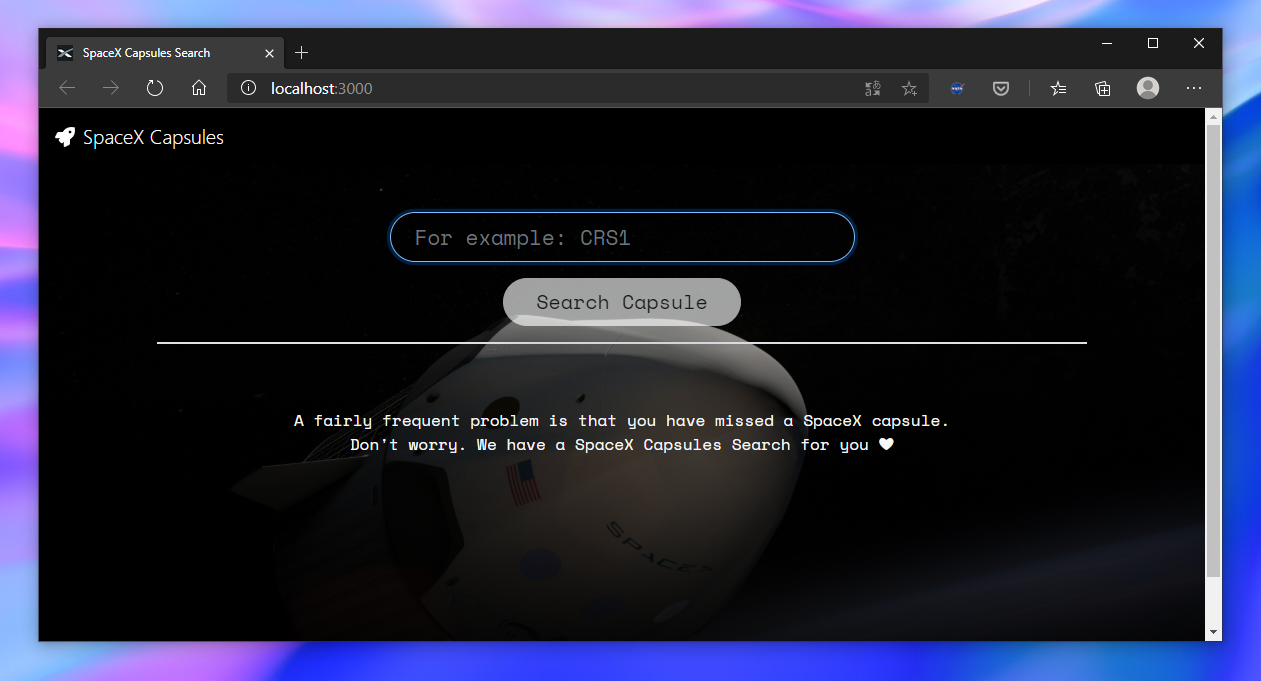 SpaceX Capsules Search
localhost:3000
SpaceX Capsules
For example: CRS1
Search Capsule
A fairly frequent problem is that you have missed a SpaceX capsule.
Don't worry. We have a SpaceX Capsules Search for you ♥
SPACEX